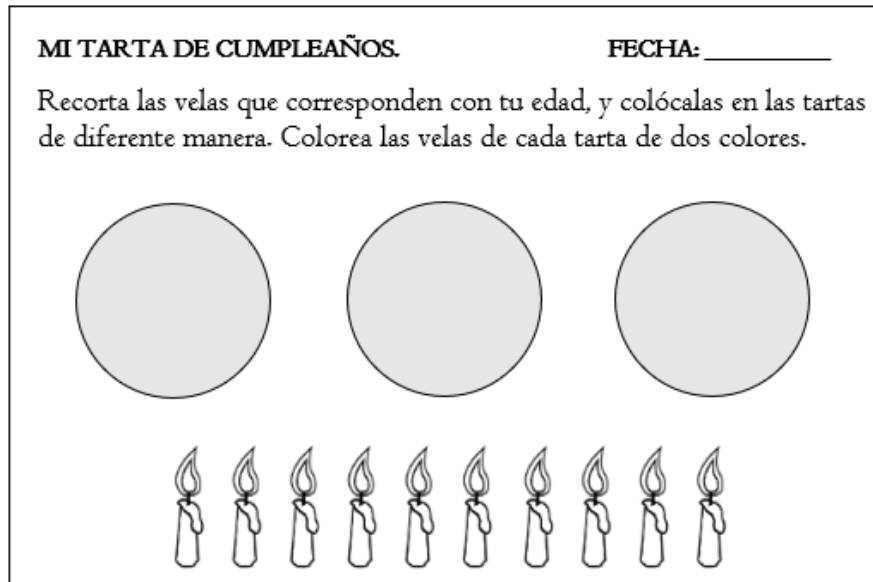 MI TARTA DE CUMPLEAÑOS. FECHA: __________
Recorta las velas que corresponden con tu edad, y colócalas en las tartas
de diferente manera. Colorea las velas de cada tarta de dos colores.